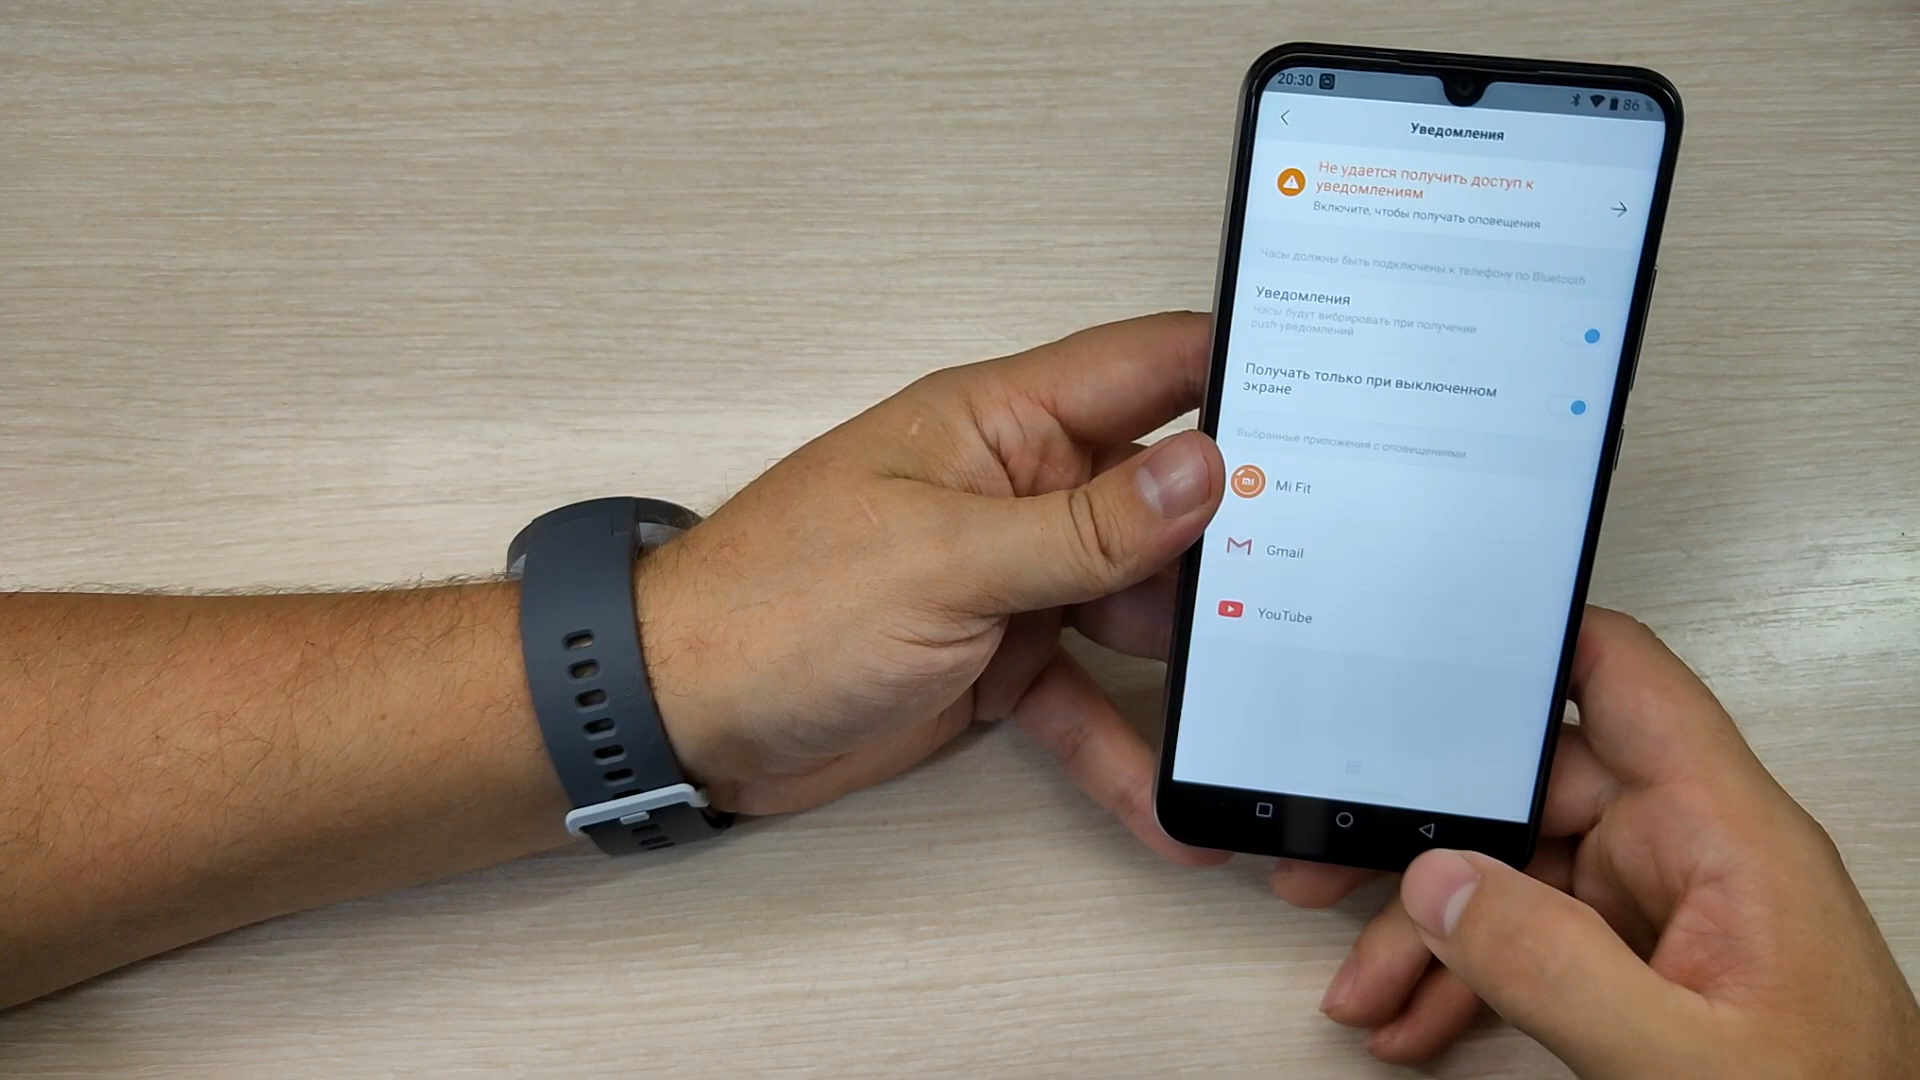 20:30
86 %
Уведомления
Не удается получить доступ к
уведомлениям
Включите, чтобы получать оповещения
Часы должны быть подключены к телефону по Bluetooth
Уведомления
Часы будут вибрировать при получении
push-уведомлений
Получать только при выключенном
экране
Выбранные приложения с оповещениями
Mi Fit
Gmail
YouTube